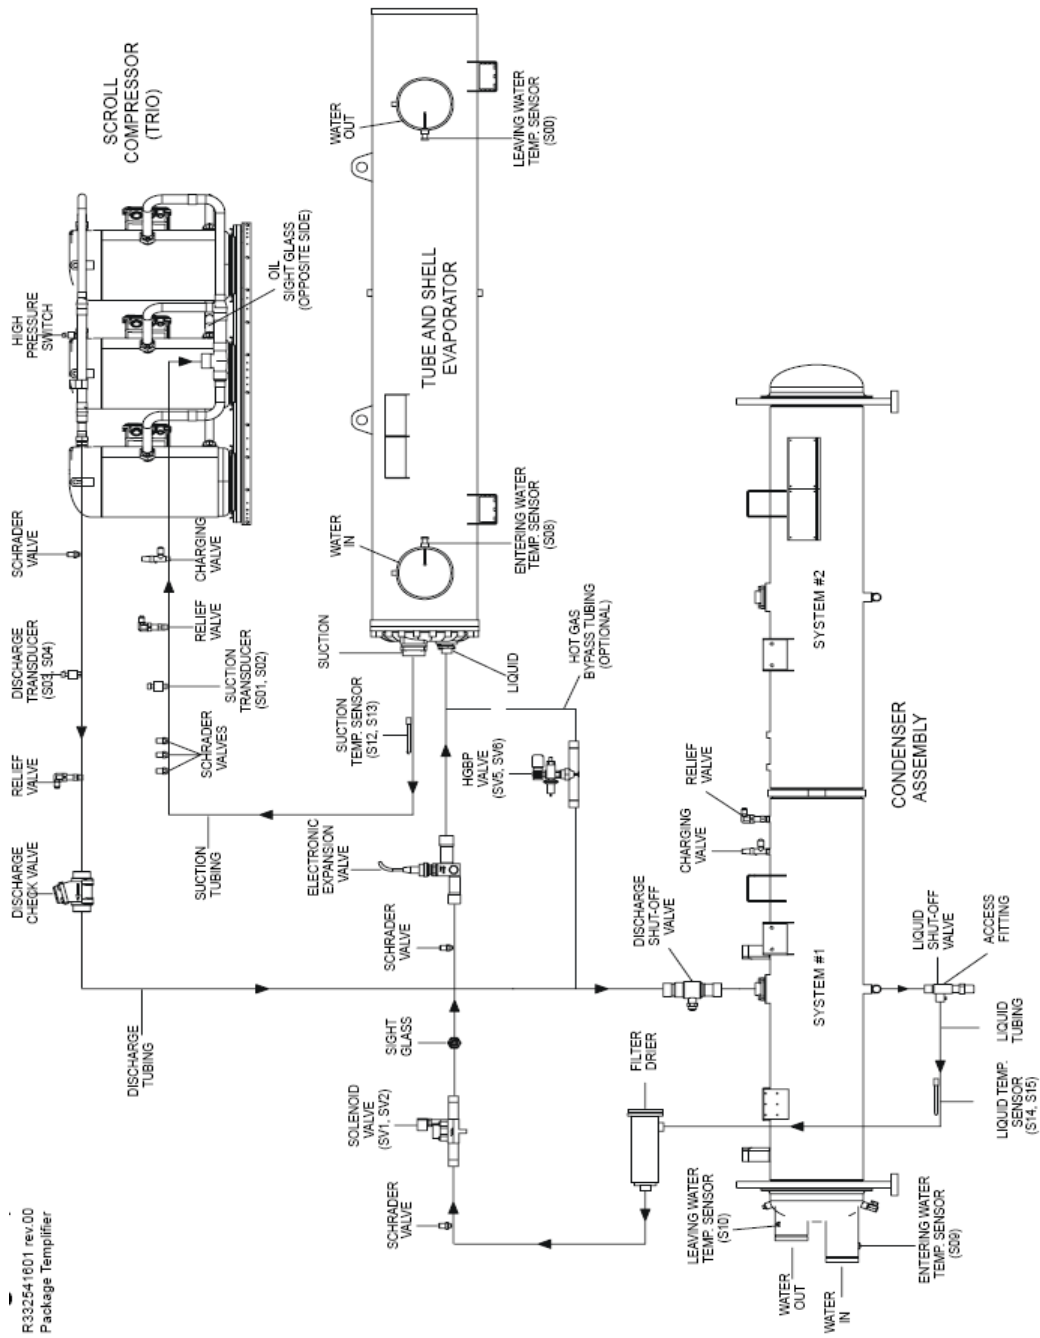 R332541601 rev.00
Package Templifier
SCROLL
COMPRESSOR
(TRIO)
HIGH
PRESSURE
SWITCH
OIL
SIGHT GLASS
(OPPOSITE SIDE)
SCHRADER
VALVE
CHARGING
VALVE
DISCHARGE
TRANSDUCER
(S03, S04)
RELIEF
VALVE
SUCTION
TRANSDUCER
(S01, S02)
RELIEF
VALVE
SCHRADER
VALVES
DISCHARGE
CHECK VALVE
SUCTION
TUBING
DISCHARGE
TUBING
WATER
OUT
LEAVING WATER
TEMP. SENSOR
(S00)
TUBE AND SHELL
EVAPORATOR
WATER
IN
ENTERING WATER
TEMP. SENSOR
(S08)
SUCTION
LIQUID
HOT GAS
BYPASS TUBING
(OPTIONAL)
SUCTION
TEMP. SENSOR
(S12, S13)
HGBP
VALVE
(SV5, SV6)
ELECTRONIC
EXPANSION
VALVE
SCHRADER
VALVE
DISCHARGE
SHUT-OFF
VALVE
SIGHT
GLASS
FILTER
DRIER
SOLENOID
VALVE
(SV1, SV2)
SCHRADER
VALVE
SYSTEM #2
CONDENSER
ASSEMBLY
RELIEF
VALVE
CHARGING
VALVE
SYSTEM #1
LIQUID
SHUT-OFF
VALVE
ACCESS
FITTING
LIQUID
TUBING
LIQUID TEMP.
SENSOR
(S14, S15)
LEAVING WATER
TEMP. SENSOR
(S10)
ENTERING WATER
TEMP. SENSOR
(S09)
WATER
OUT
WATER
IN